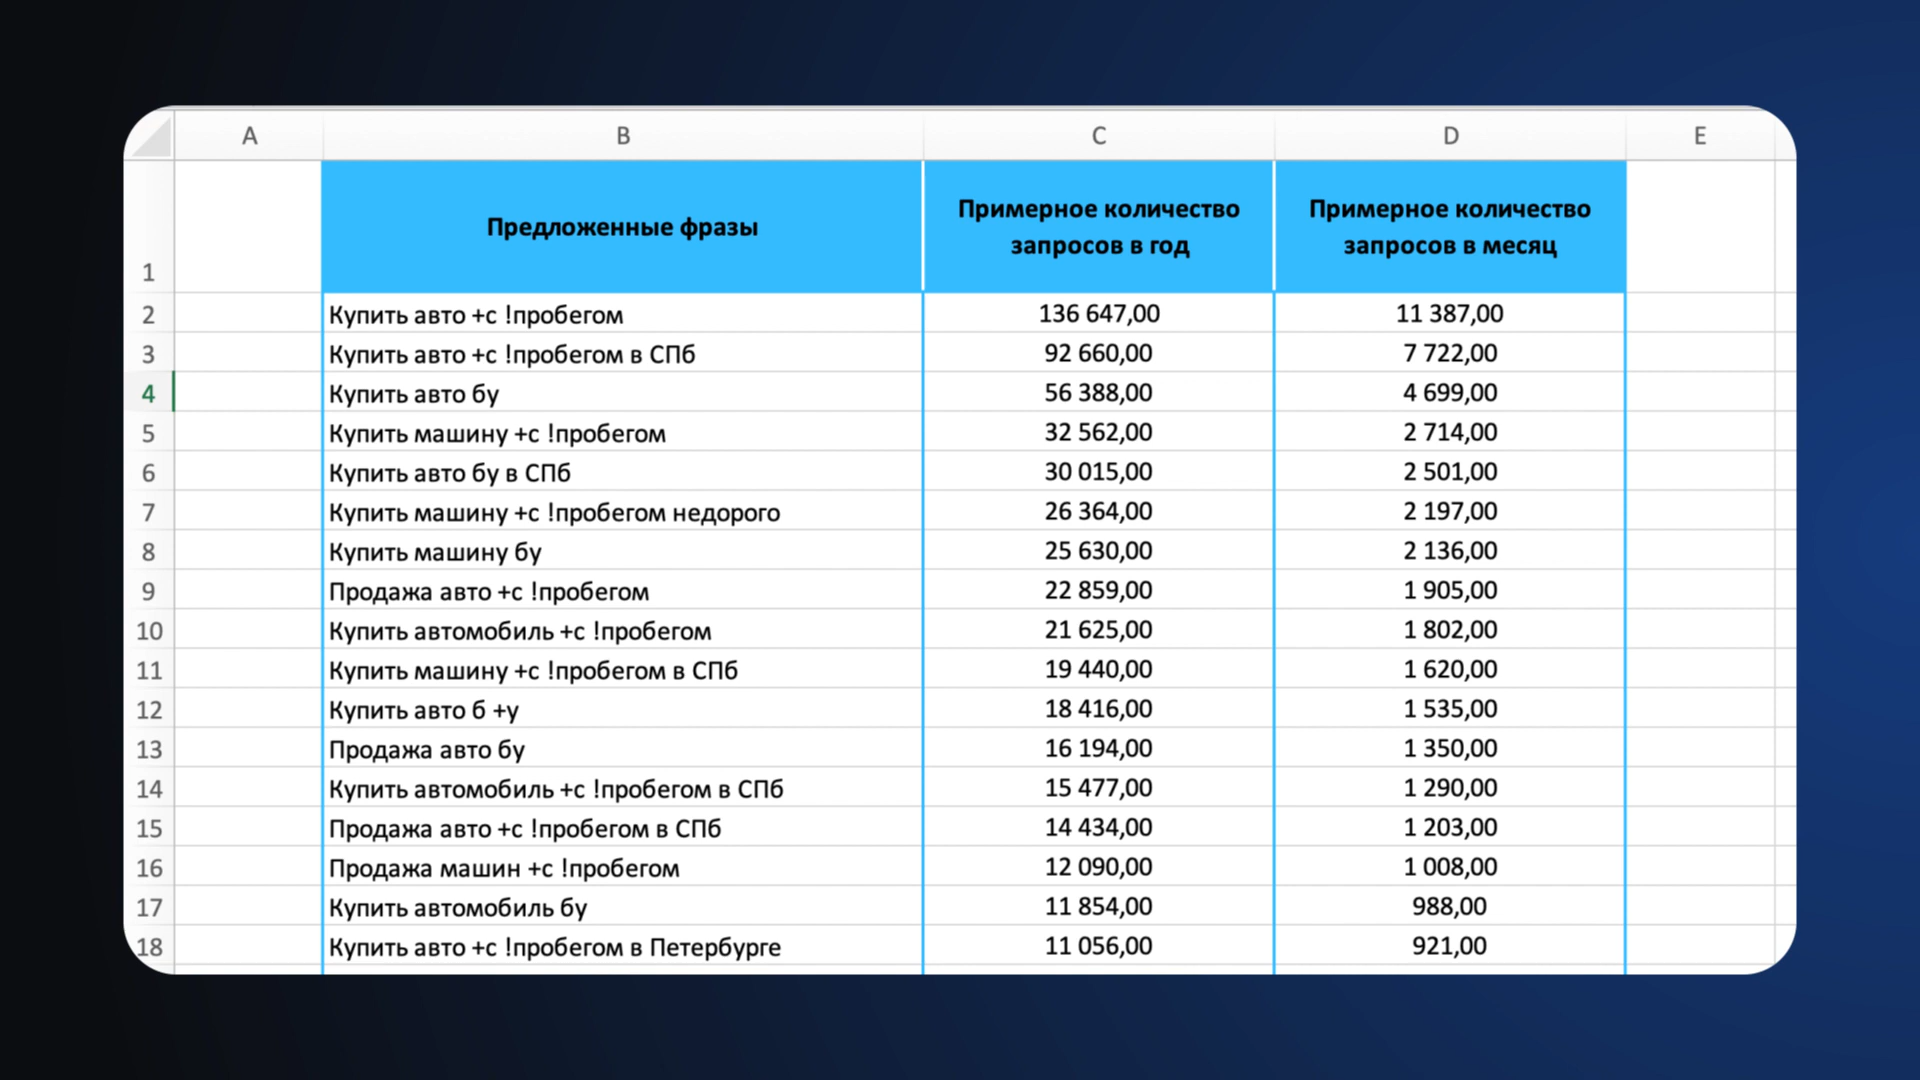 A B C D E
1 Предложенные фразы Примерное количество запросов в год Примерное количество запросов в месяц
2 Купить авто +с !пробегом 136 647,00 11 387,00
3 Купить авто +с !пробегом в СПб 92 660,00 7 722,00
4 Купить авто бу 56 388,00 4 699,00
5 Купить машину +с !пробегом 32 562,00 2 714,00
6 Купить авто бу в СПб 30 015,00 2 501,00
7 Купить машину +с !пробегом недорого 26 364,00 2 197,00
8 Купить машину бу 25 630,00 2 136,00
9 Продажа авто +с !пробегом 22 859,00 1 905,00
10 Купить автомобиль +с !пробегом 21 625,00 1 802,00
11 Купить машину +с !пробегом в СПб 19 440,00 1 620,00
12 Купить авто б +у 18 416,00 1 535,00
13 Продажа авто бу 16 194,00 1 350,00
14 Купить автомобиль +с !пробегом в СПб 15 477,00 1 290,00
15 Продажа авто +с !пробегом в СПб 14 434,00 1 203,00
16 Продажа машин +с !пробегом 12 090,00 1 008,00
17 Купить автомобиль бу 11 854,00 988,00
18 Купить авто +с !пробегом в Петербурге 11 056,00 921,00